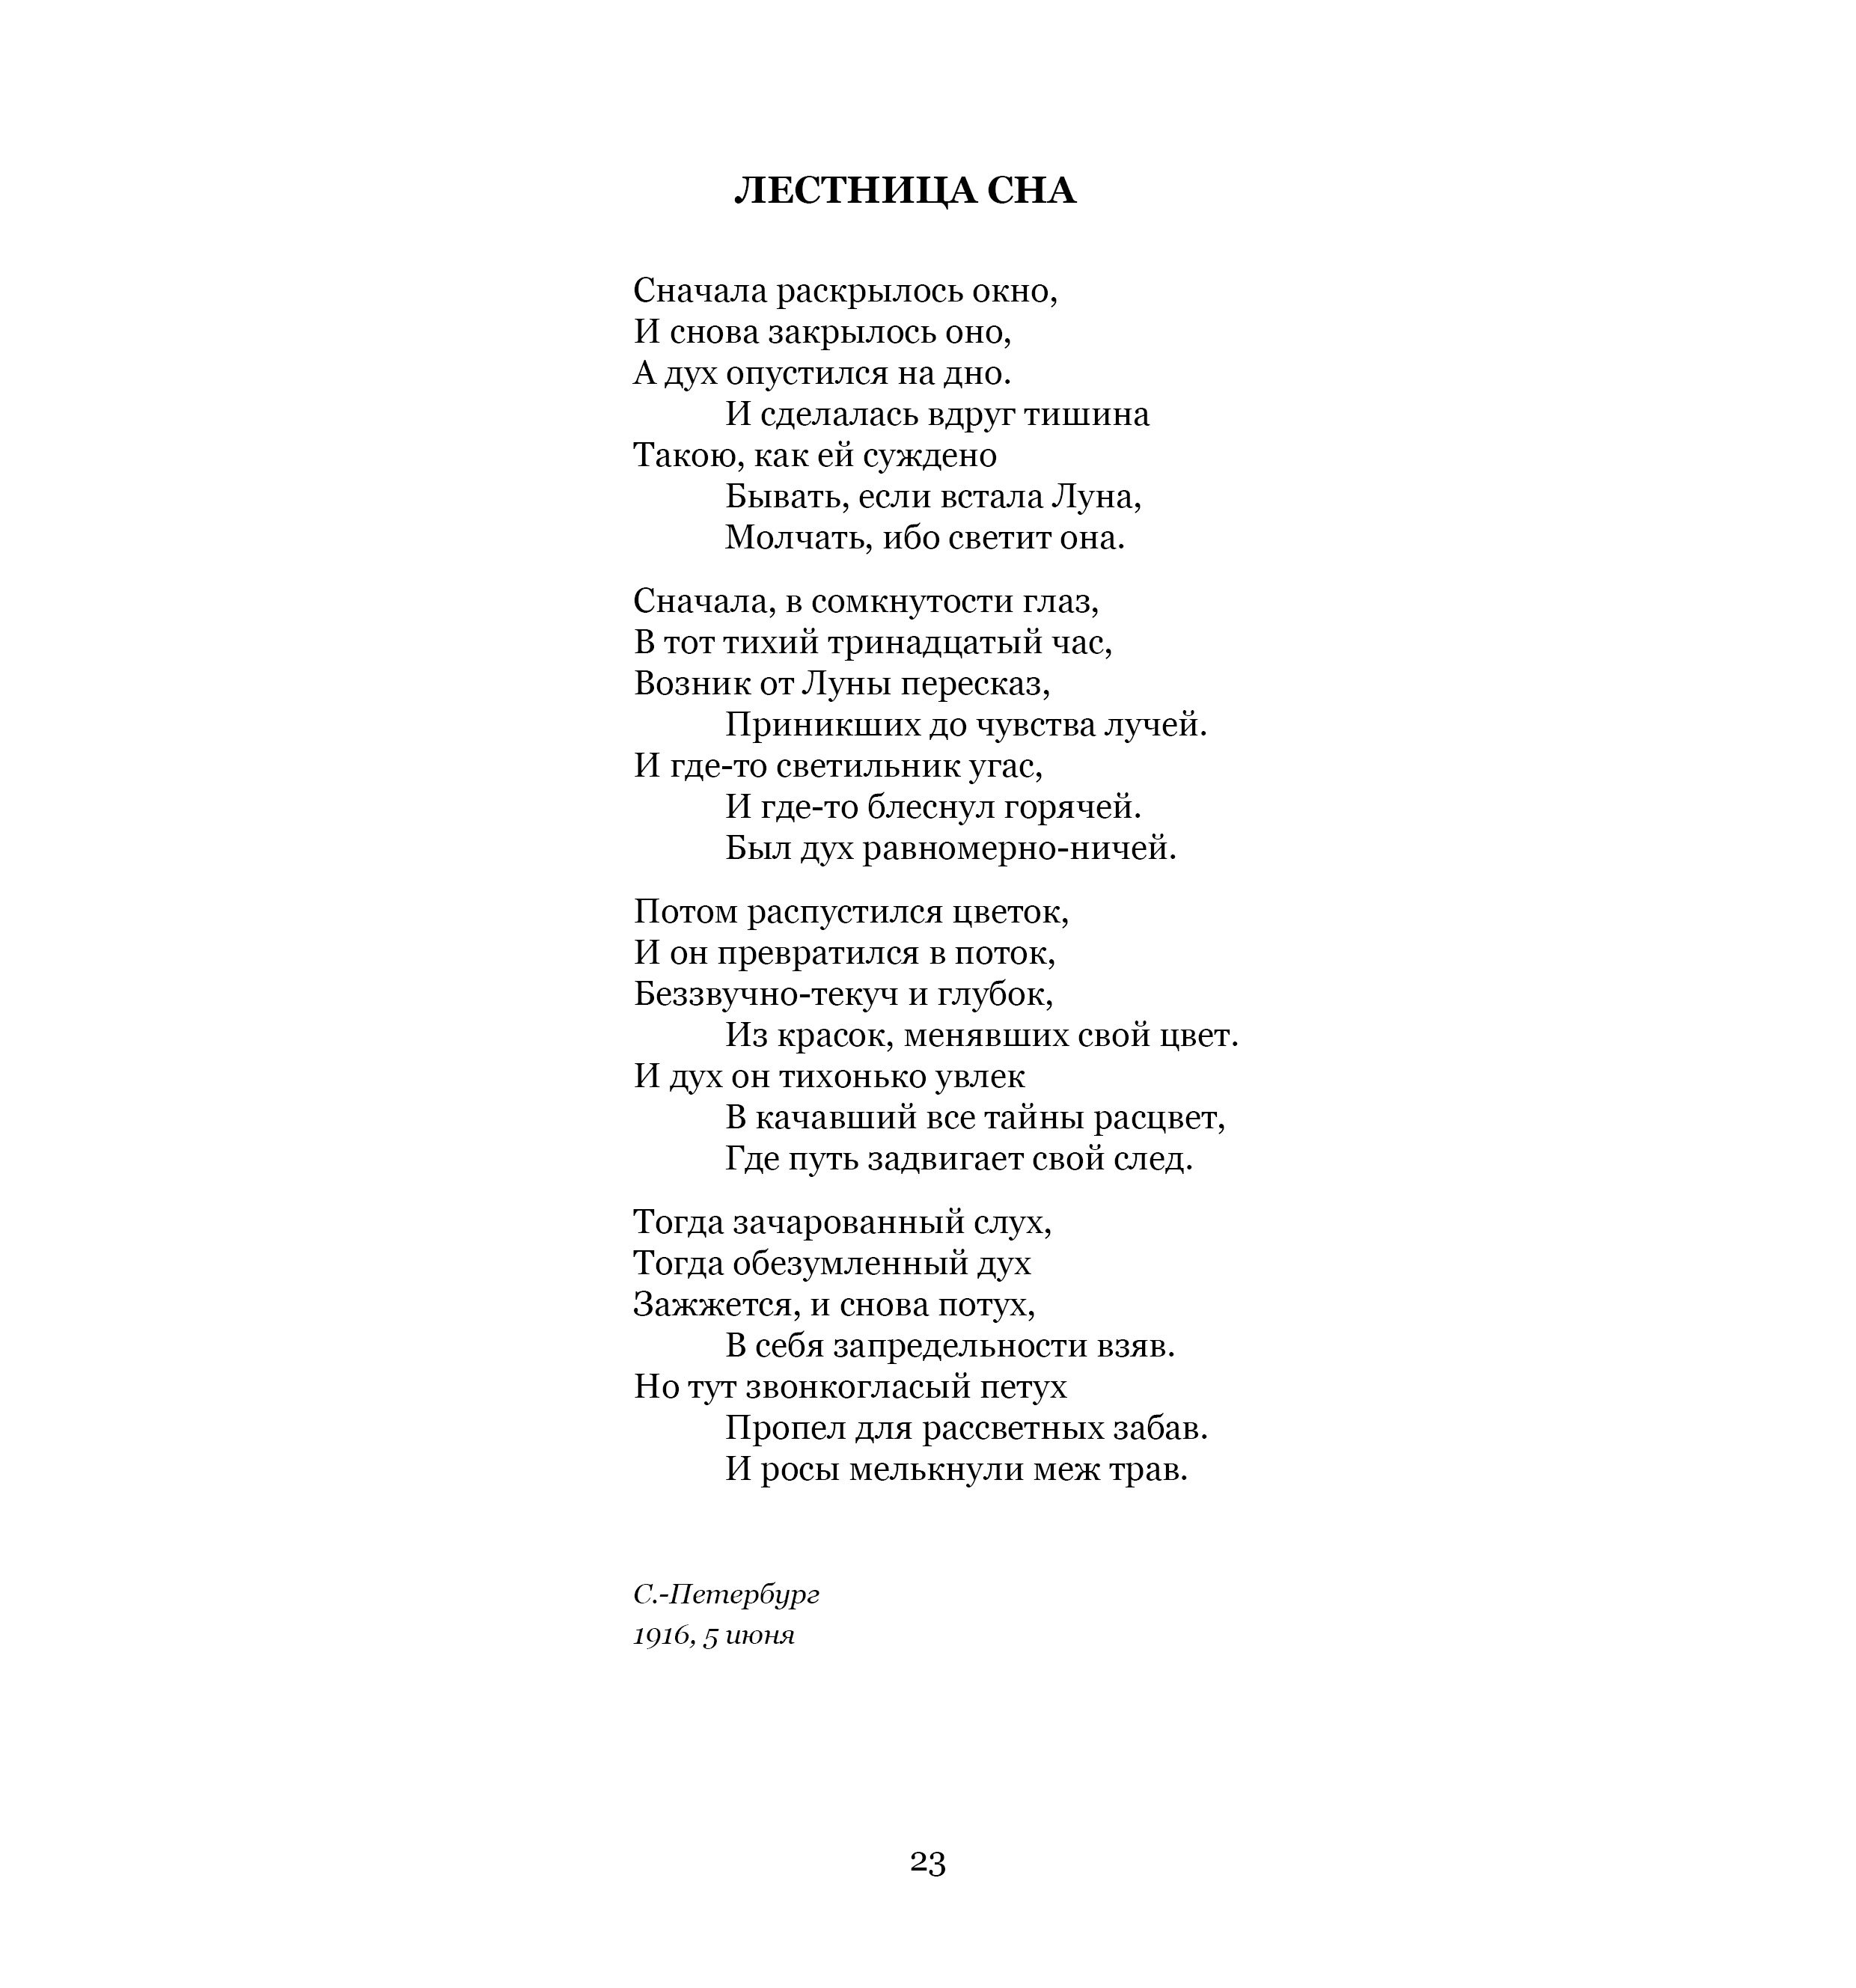 ЛЕСТНИЦА СНА
Сначала раскрылось окно,
И снова закрылось оно,
А дух опустился на дно.
И сделалась вдруг тишина
Такою, как ей суждено
Бывать, если встала Луна,
Молчать, ибо светит она.
Сначала, в сомкнутости глаз,
В тот тихий тринадцатый час,
Возник от Луны пересказ,
Приникших до чувства лучей.
И где-то светильник угас,
И где-то блеснул горячей.
Был дух равномерно-ничей.
Потом распустился цветок,
И он превратился в поток,
Беззвучно-текуч и глубок,
Из красок, менявших свой цвет.
И дух он тихонько увлек
В качавший все тайны расцвет,
Где путь задвигает свой след.
Тогда зачарованный слух,
Тогда обезумленный дух
Зажжется, и снова потух,
В себя запредельности взяв.
Но тут звонкогласый петух
Пропел для рассветных забав.
И росы мелькнули меж трав.
С.-Петербург
1916, 5 июня
23